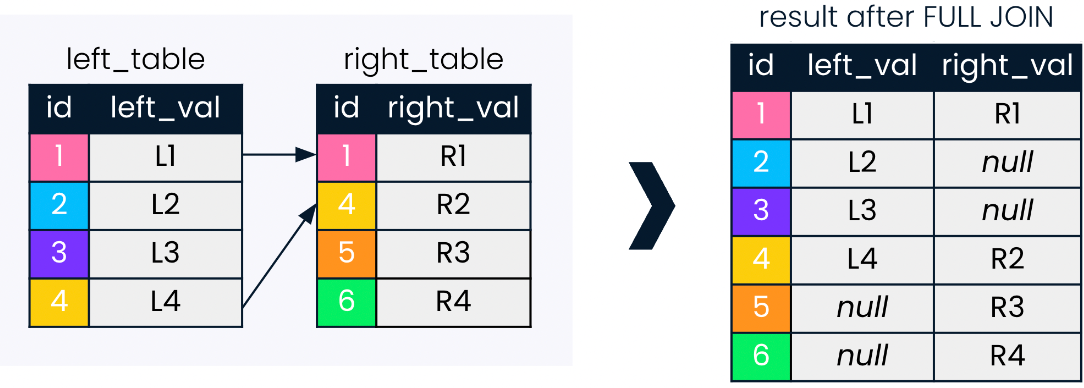 left_table
id left_val
1 L1
2 L2
3 L3
4 L4
right_table
id right_val
1 R1
4 R2
5 R3
6 R4
result after FULL JOIN
id left_val right_val
1 L1 R1
2 L2 null
3 L3 null
4 L4 R2
5 null R3
6 null R4